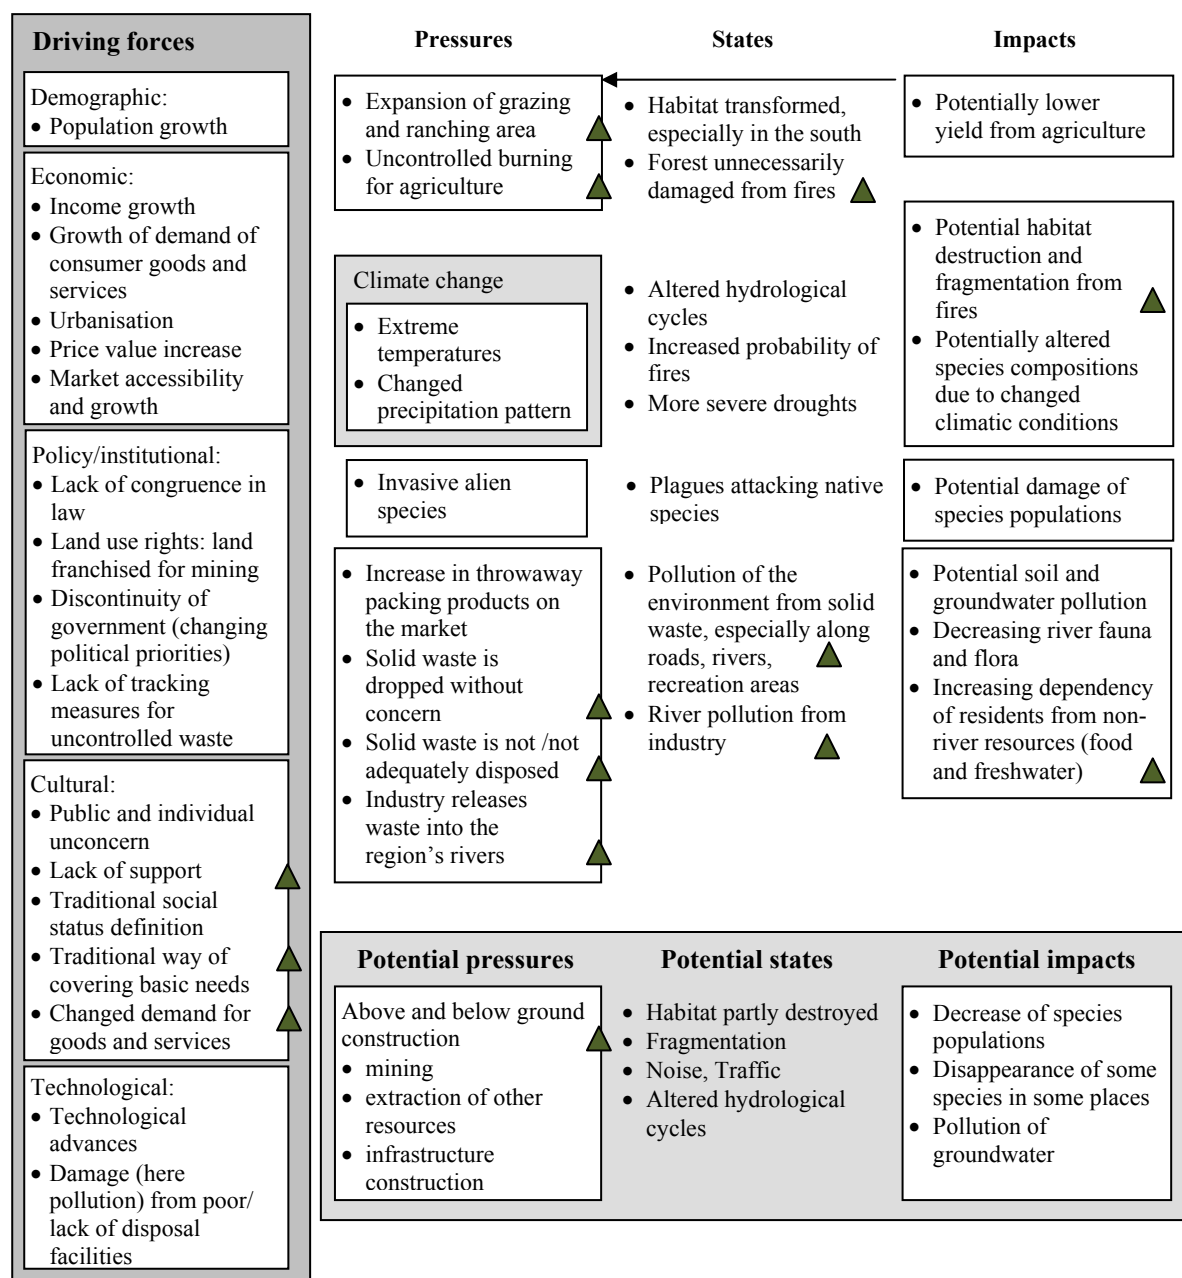 Driving forces
Demographic:
• Population growth
Economic:
• Income growth
• Growth of demand of
consumer goods and
services
• Urbanisation
• Price value increase
• Market accessibility
and growth
Policy/institutional:
• Lack of congruence in
law
• Land use rights: land
franchised for mining
• Discontinuity of
government (changing
political priorities)
• Lack of tracking
measures for
uncontrolled waste
Cultural:
• Public and individual
unconcern
• Lack of support
• Traditional social
status definition
• Traditional way of
covering basic needs
• Changed demand for
goods and services
Technological:
• Technological
advances
• Damage (here
pollution) from poor/
lack of disposal
facilities
Pressures
• Expansion of grazing
and ranching area
• Uncontrolled burning
for agriculture
Climate change
• Extreme
temperatures
• Changed
precipitation pattern
• Invasive alien
species
• Increase in throwaway
packing products on
the market
• Solid waste is
dropped without
concern
• Solid waste is not /not
adequately disposed
• Industry releases
waste into the
region's rivers
States
• Habitat transformed,
especially in the south
• Forest unnecessarily
damaged from fires
• Altered hydrological
cycles
• Increased probability of
fires
• More severe droughts
• Plagues attacking native
species
• Pollution of the
environment from solid
waste, especially along
roads, rivers,
recreation areas
• River pollution from
industry
Impacts
• Potentially lower
yield from agriculture
• Potential habitat
destruction and
fragmentation from
fires
• Potentially altered
species compositions
due to changed
climatic conditions
• Potential damage of
species populations
• Potential soil and
groundwater pollution
• Decreasing river fauna
and flora
• Increasing dependency
of residents from non-
river resources (food
and freshwater)
Potential pressures
Above and below ground
construction
• mining
• extraction of other
resources
• infrastructure
construction
Potential states
• Habitat partly destroyed
• Fragmentation
• Noise, Traffic
• Altered hydrological
cycles
Potential impacts
• Decrease of species
populations
• Disappearance of some
species in some places
• Pollution of
groundwater